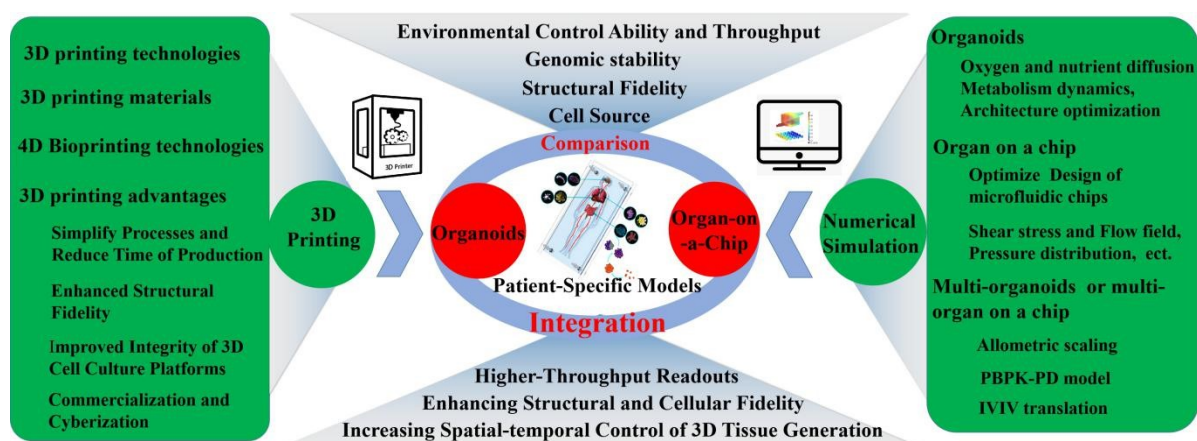 3D printing technologies
3D printing materials
4D Bioprinting technologies
3D printing advantages
Simplify Processes and
Reduce Time of Production
Enhanced Structural
Fidelity
Improved Integrity of 3D
Cell Culture Platforms
Commercialization and
Cyberization
3D
Printing
3D Printer
Environmental Control Ability and Throughput
Genomic stability
Structural Fidelity
Cell Source
Comparison
Organoids
Organ-on
-a-Chip
Patient-Specific Models
Integration
Higher-Throughput Readouts
Enhancing Structural and Cellular Fidelity
Increasing Spatial-temporal Control of 3D Tissue Generation
Numerical
Simulation
Organoids
Oxygen and nutrient diffusion
Metabolism dynamics,
Architecture optimization
Organ on a chip
Optimize Design of
microfluidic chips
Shear stress and Flow field,
Pressure distribution, ect.
Multi-organoids or multi-
organ on a chip
Allometric scaling
PBPK-PD model
IVIV translation